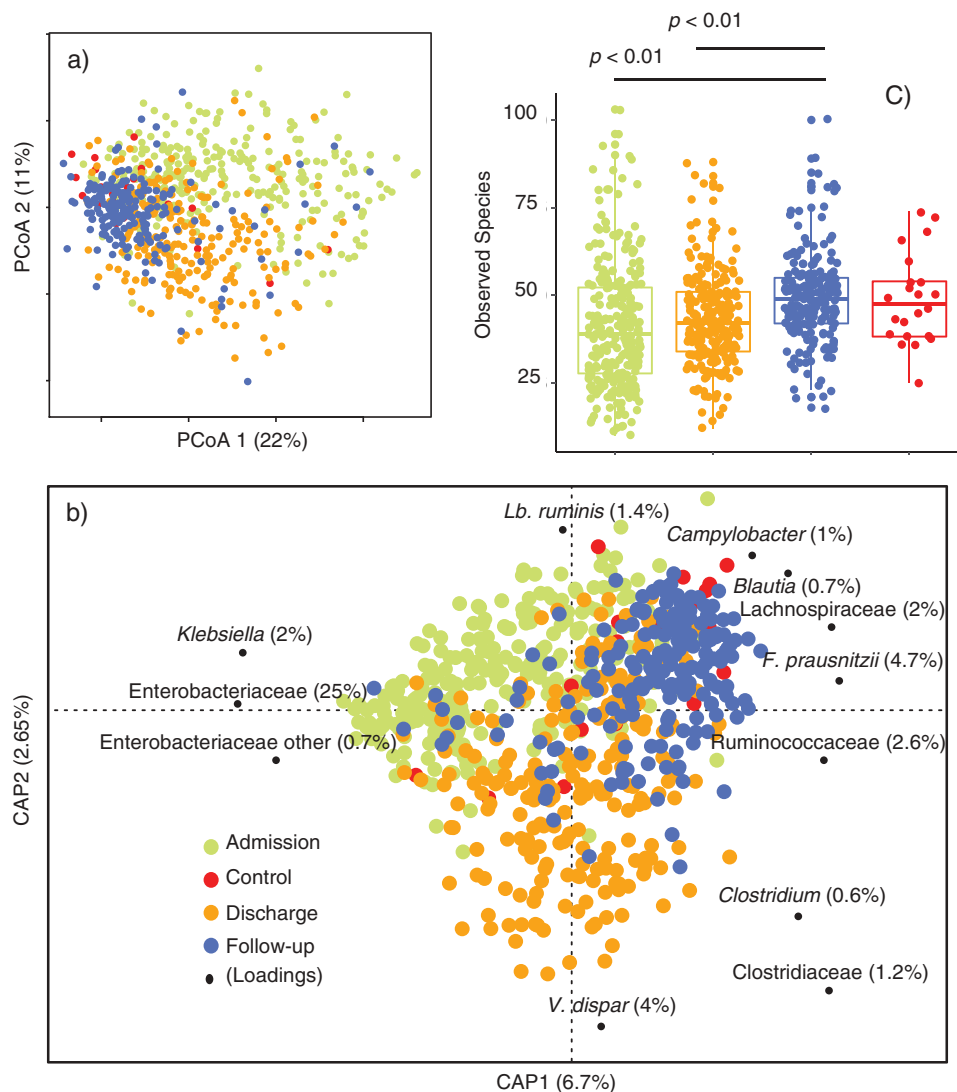 a)
PCoA 2 (11%)
PCoA 1 (22%)
p < 0.01
p < 0.01
C)
Observed Species
100
75
50
25
b)
Lb. ruminis (1.4%)
Campylobacter (1%)
Blautia (0.7%)
Lachnospiraceae (2%)
Klebsiella (2%)
F. prausnitzii (4.7%)
Enterobacteriaceae (25%)
Enterobacteriaceae other (0.7%)
Ruminococcaceae (2.6%)
CAP2 (2.65%)
Admission
Control
Discharge
Follow-up
(Loadings)
Clostridium (0.6%)
Clostridiaceae (1.2%)
V. dispar (4%)
CAP1 (6.7%)